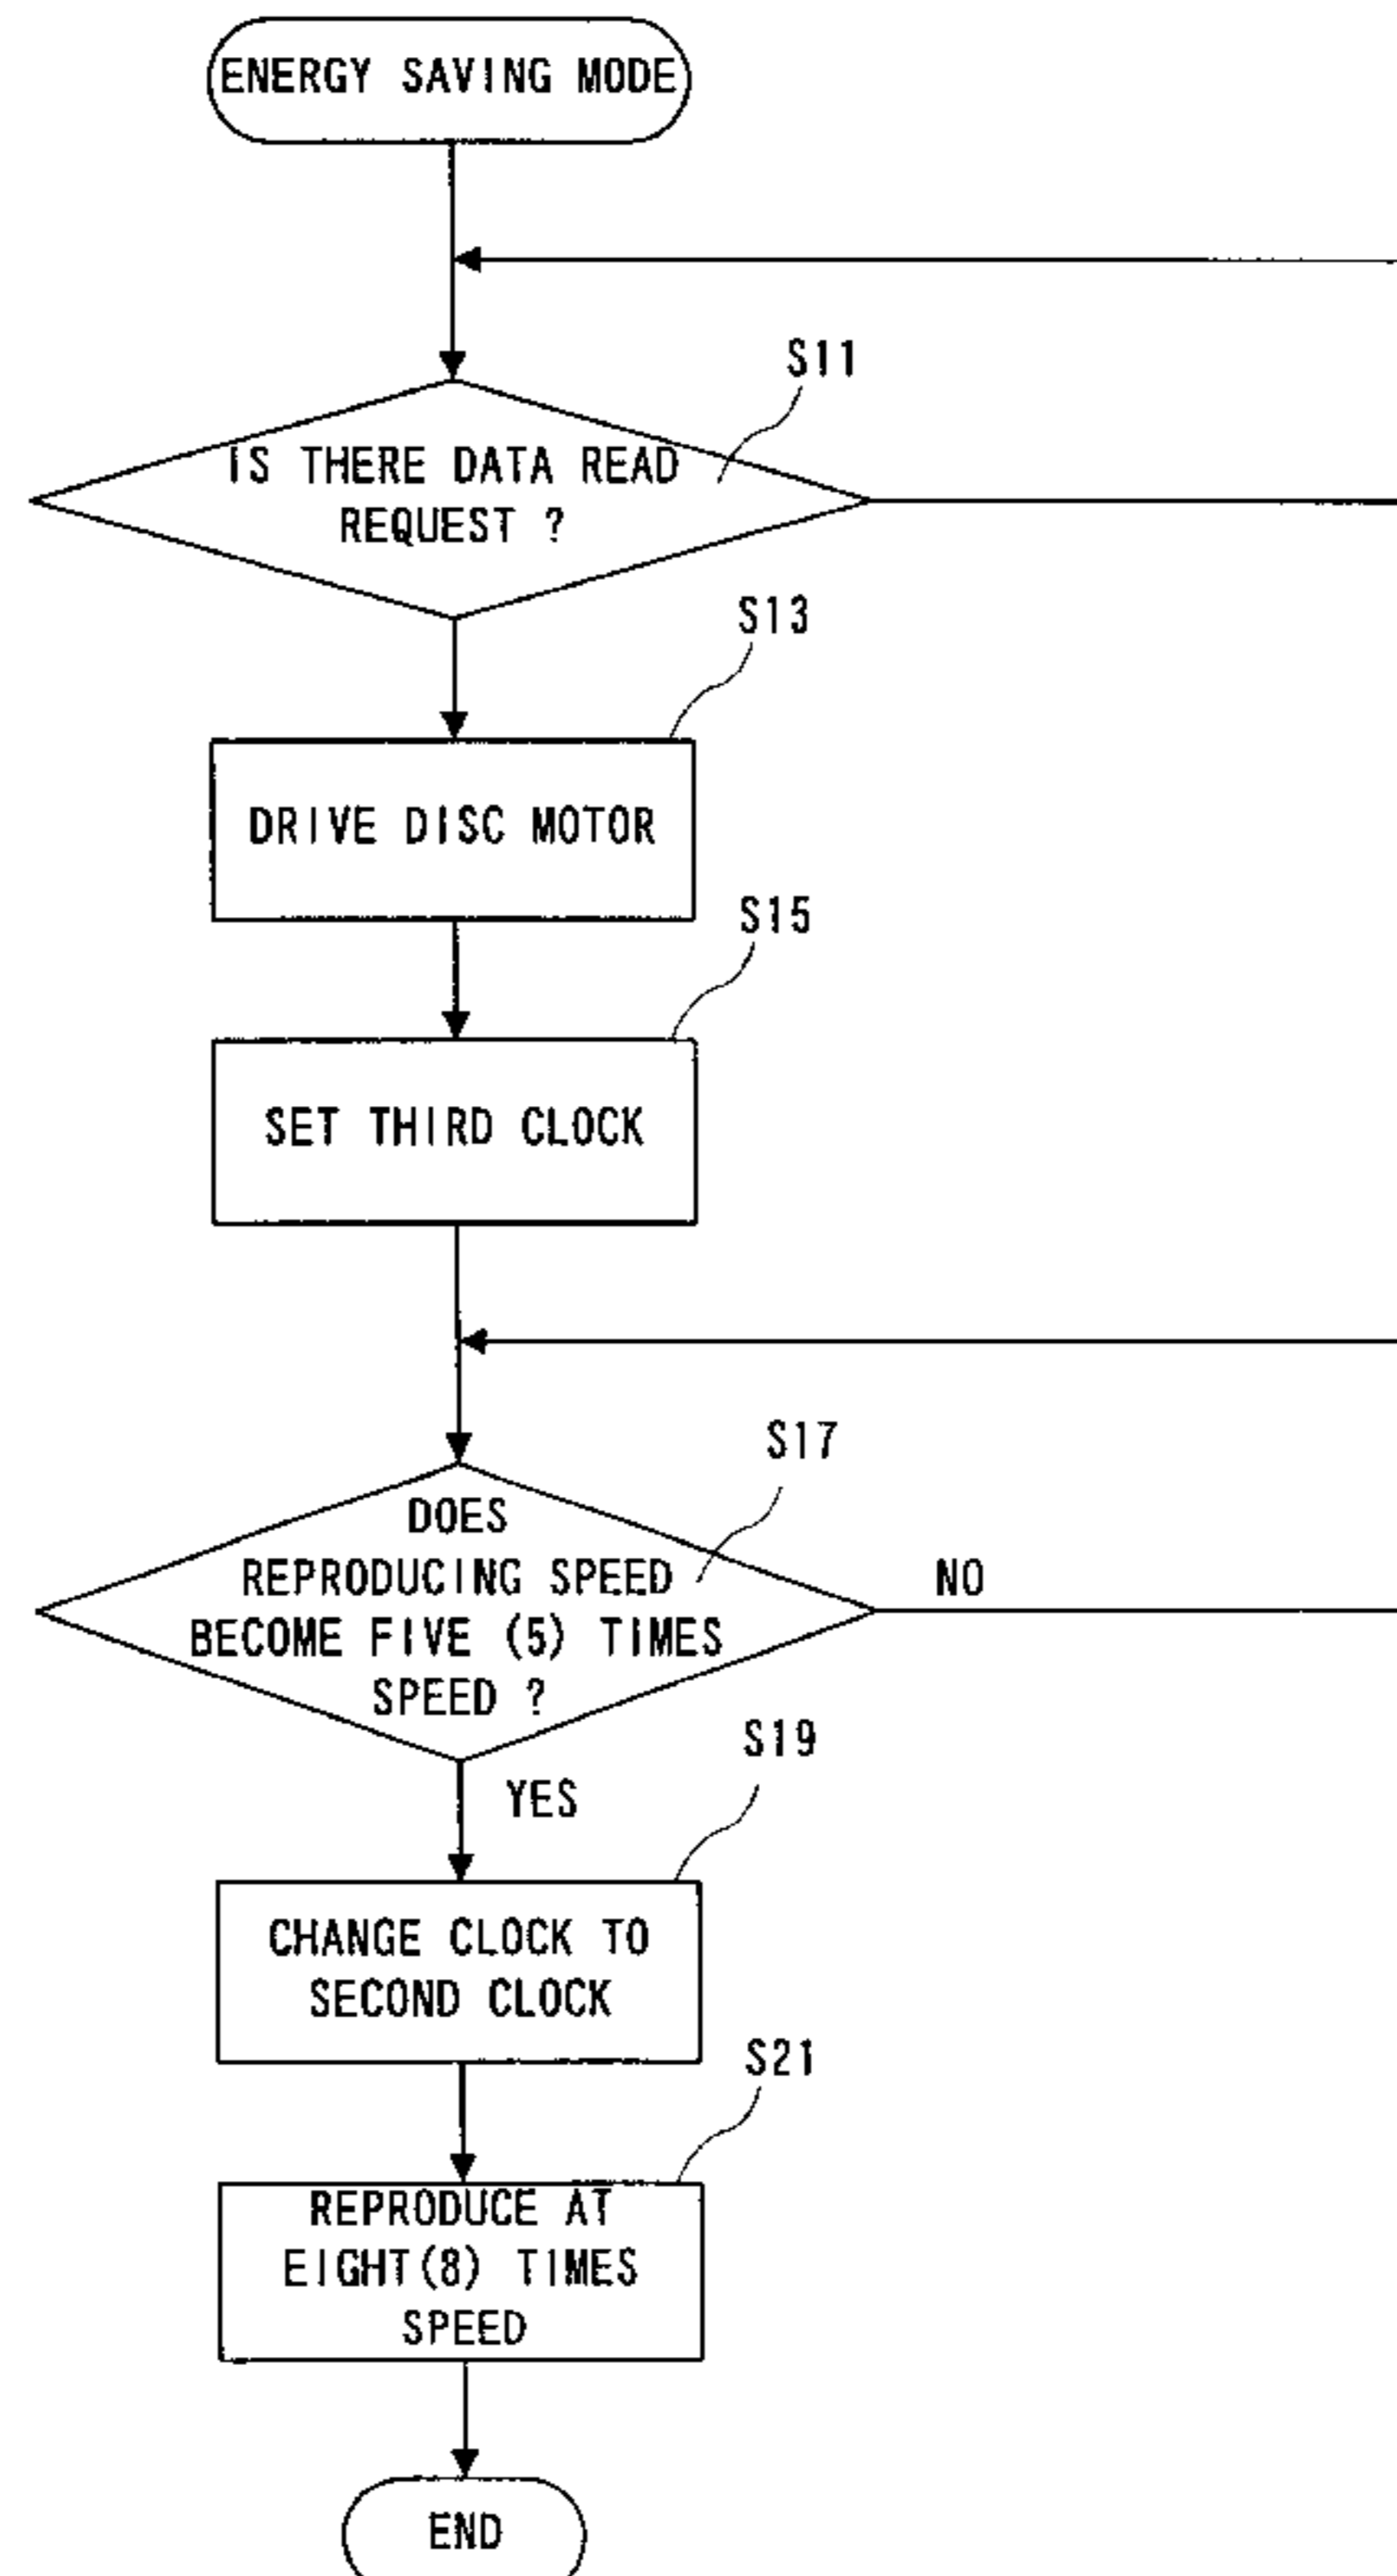 ENERGY SAVING MODE
S11
IS THERE DATA READ
REQUEST ?
S13
DRIVE DISC MOTOR
S15
SET THIRD CLOCK
S17
DOES
REPRODUCING SPEED
BECOME FIVE (5) TIMES
SPEED ?
NO
YES
S19
CHANGE CLOCK TO
SECOND CLOCK
S21
REPRODUCE AT
EIGHT(8) TIMES
SPEED
END